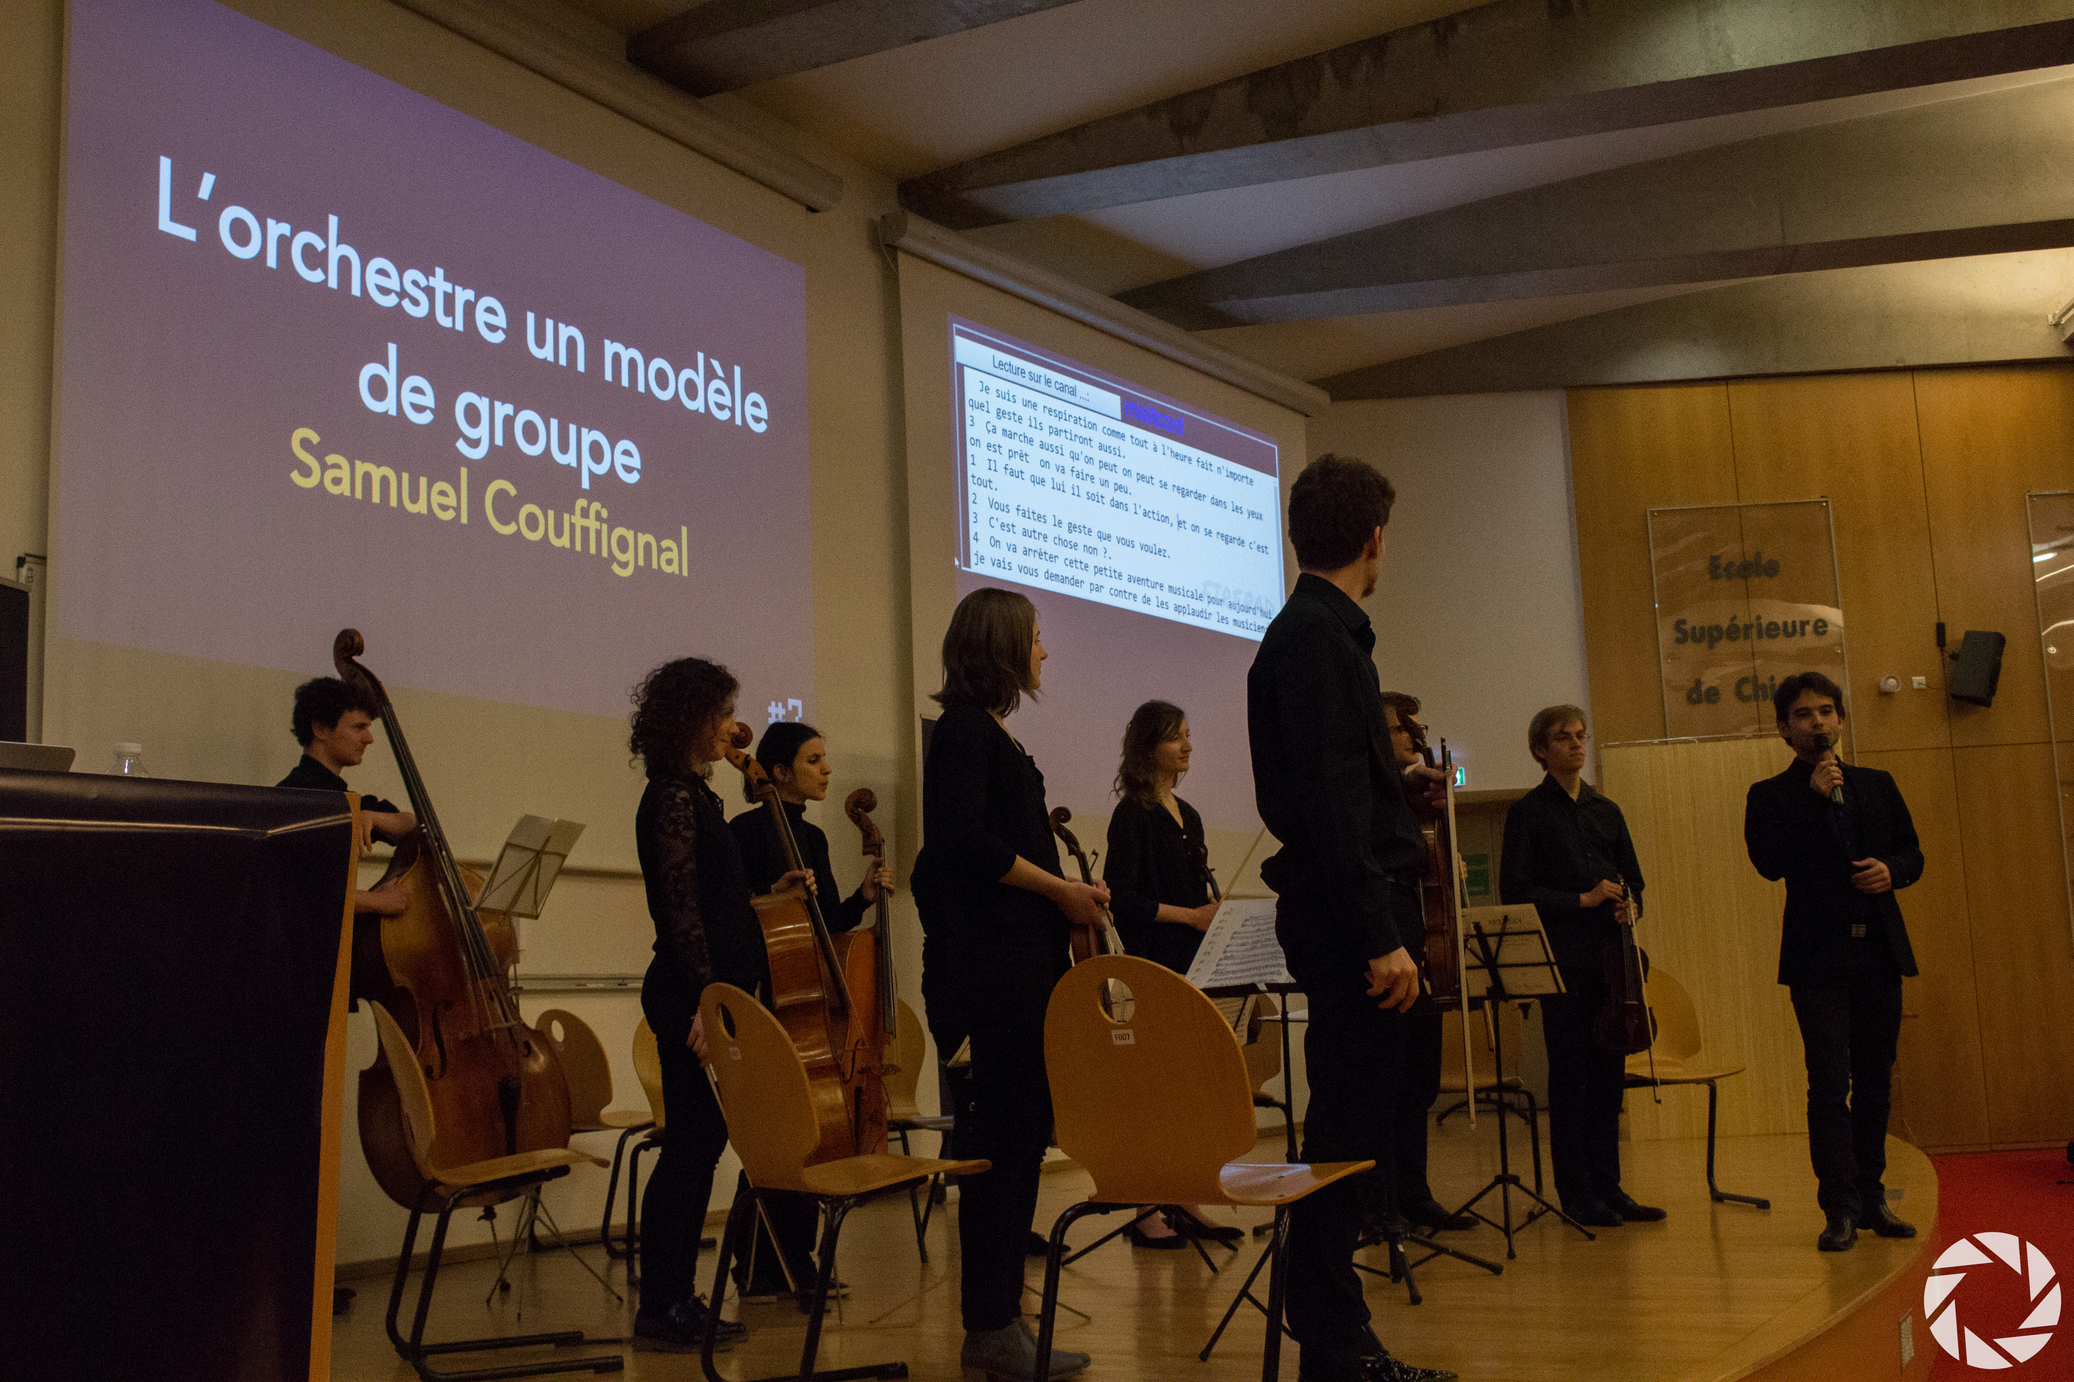 L'orchestre un modèle
de groupe
Samuel Couffignal
#3
Lecture sur le canal ...:
Je suis une respiration comme tout à l'heure fait n'importe
quel geste ils partiront aussi.
3 Ça marche aussi qu'on peut on peut se regarder dans les yeux
on est prêt on va faire un peu.
1 Il faut que lui il soit dans l'action, et on se regarde c'est
tout.
2 Vous faites le geste que vous voulez.
3 C'est autre chose non ?.
4 On va arrêter cette petite aventure musicale pour aujourd'hui
je vais vous demander par contre de les applaudir les musicien
Ecole
Supérieure
de Chi
F007